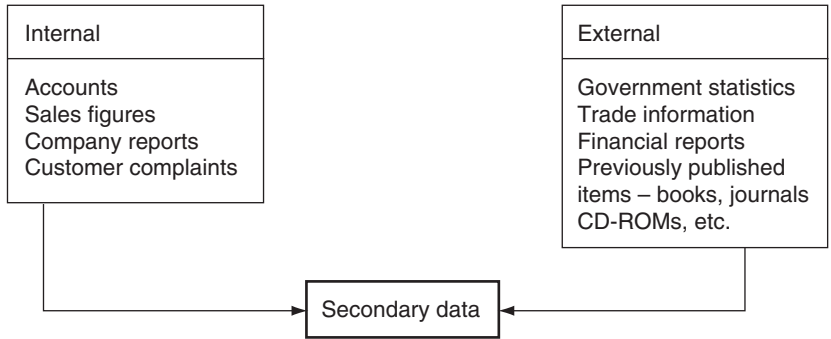 Internal
Accounts
Sales figures
Company reports
Customer complaints
External
Government statistics
Trade information
Financial reports
Previously published
items – books, journals
CD-ROMs, etc.
Secondary data